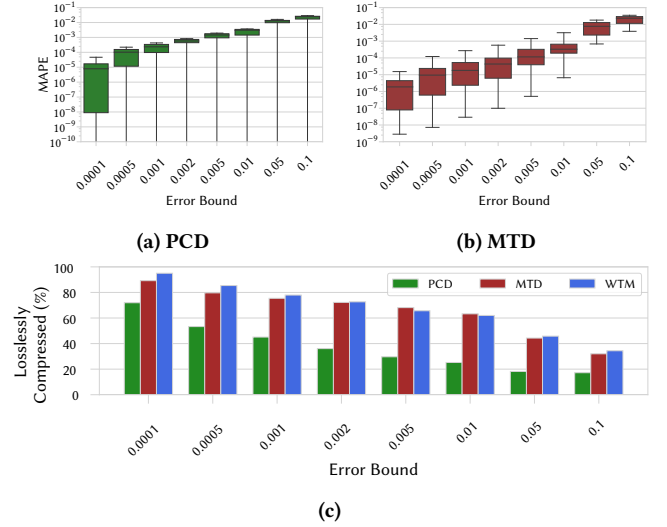 10⁻¹
10⁻²
10⁻³
10⁻⁴
10⁻⁵
10⁻⁶
10⁻⁷
10⁻⁸
10⁻⁹
10⁻¹⁰
MAPE
0.0001 0.0005 0.001 0.002 0.005 0.01 0.05 0.1
Error Bound
(a) PCD
10⁻¹
10⁻²
10⁻³
10⁻⁴
10⁻⁵
10⁻⁶
10⁻⁷
10⁻⁸
10⁻⁹
0.0001 0.0005 0.001 0.002 0.005 0.01 0.05 0.1
Error Bound
(b) MTD
100
80
60
40
20
0
Losslessly
Compressed (%)
PCD MTD WTM
0.0001 0.0005 0.001 0.002 0.005 0.01 0.05 0.1
Error Bound
(c)